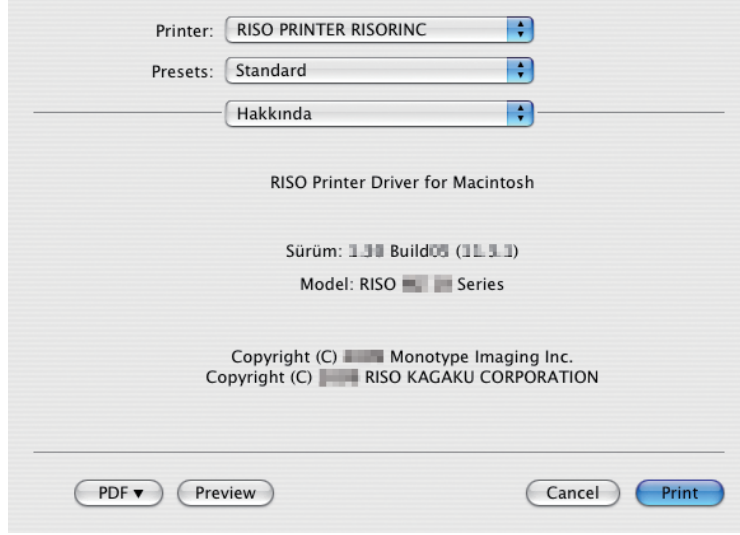 Printer: RISO PRINTER RISORINC
Presets: Standard
Hakkında
RISO Printer Driver for Macintosh
Sürüm: Build
Model: RISO Series
Copyright (C) Monotype Imaging Inc.
Copyright (C) RISO KAGAKU CORPORATION
PDF ▼ Preview Cancel Print